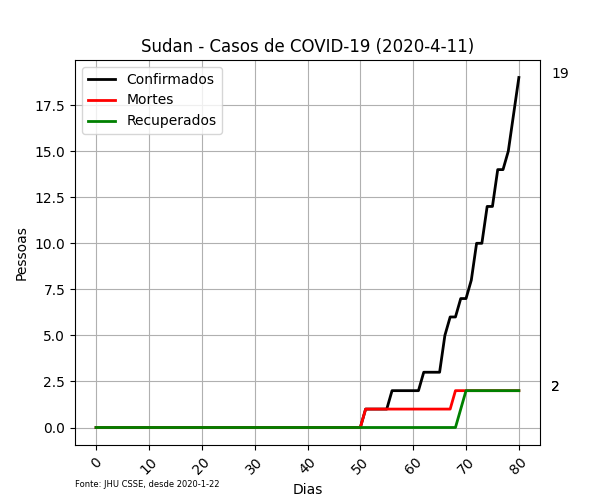 Sudan - Casos de COVID-19 (2020-4-11)
Confirmados
Mortes
Recuperados
19
2
17.5
15.0
12.5
10.0
7.5
5.0
2.5
0.0
Pessoas
0 10 20 30 40 50 60 70 80
Dias
Fonte: JHU CSSE, desde 2020-1-22